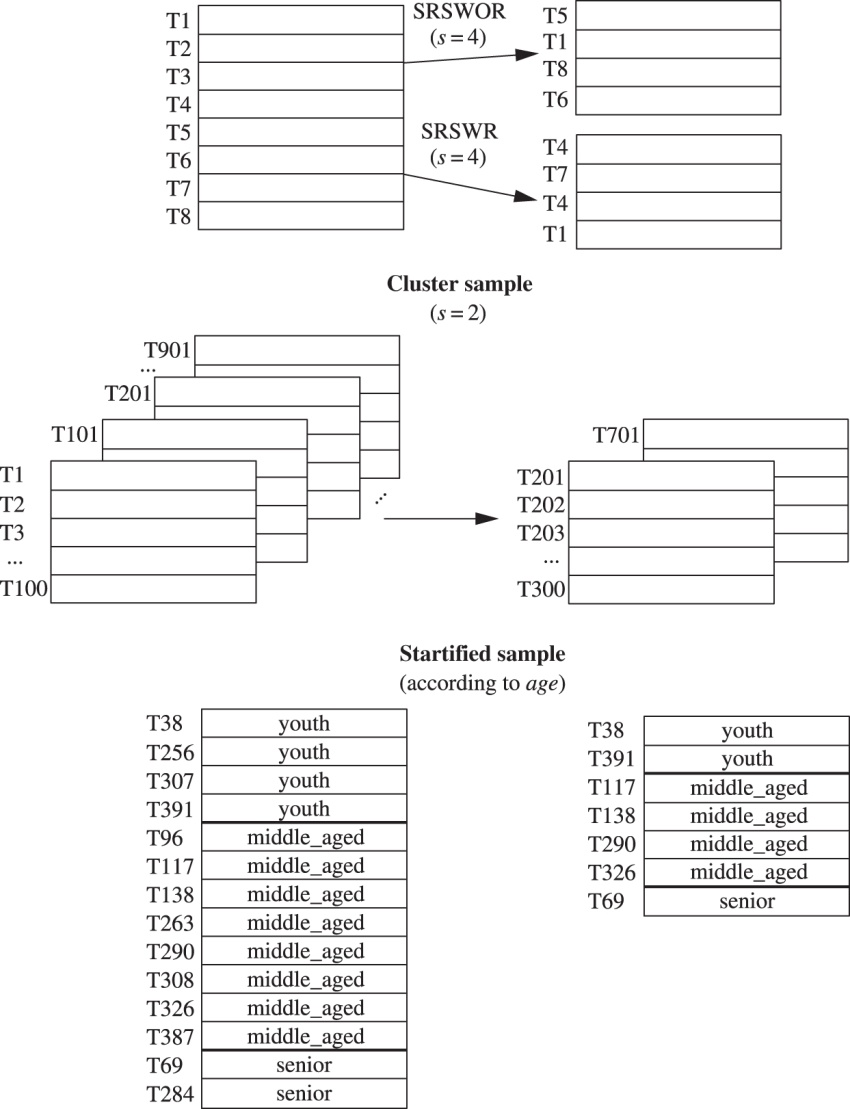 T1
T2
T3
T4
T5
T6
T7
T8
SRSWOR
(s = 4)
T5
T1
T8
T6
SRSWR
(s = 4)
T4
T7
T4
T1
Cluster sample
(s = 2)
T901
...
T201
T101
T1
T2
T3
...
T100
...
T701
T201
T202
T203
...
T300
Startified sample
(according to age)
T38 youth
T256 youth
T307 youth
T391 youth
T96 middle_aged
T117 middle_aged
T138 middle_aged
T263 middle_aged
T290 middle_aged
T308 middle_aged
T326 middle_aged
T387 middle_aged
T69 senior
T284 senior
T38 youth
T391 youth
T117 middle_aged
T138 middle_aged
T290 middle_aged
T326 middle_aged
T69 senior